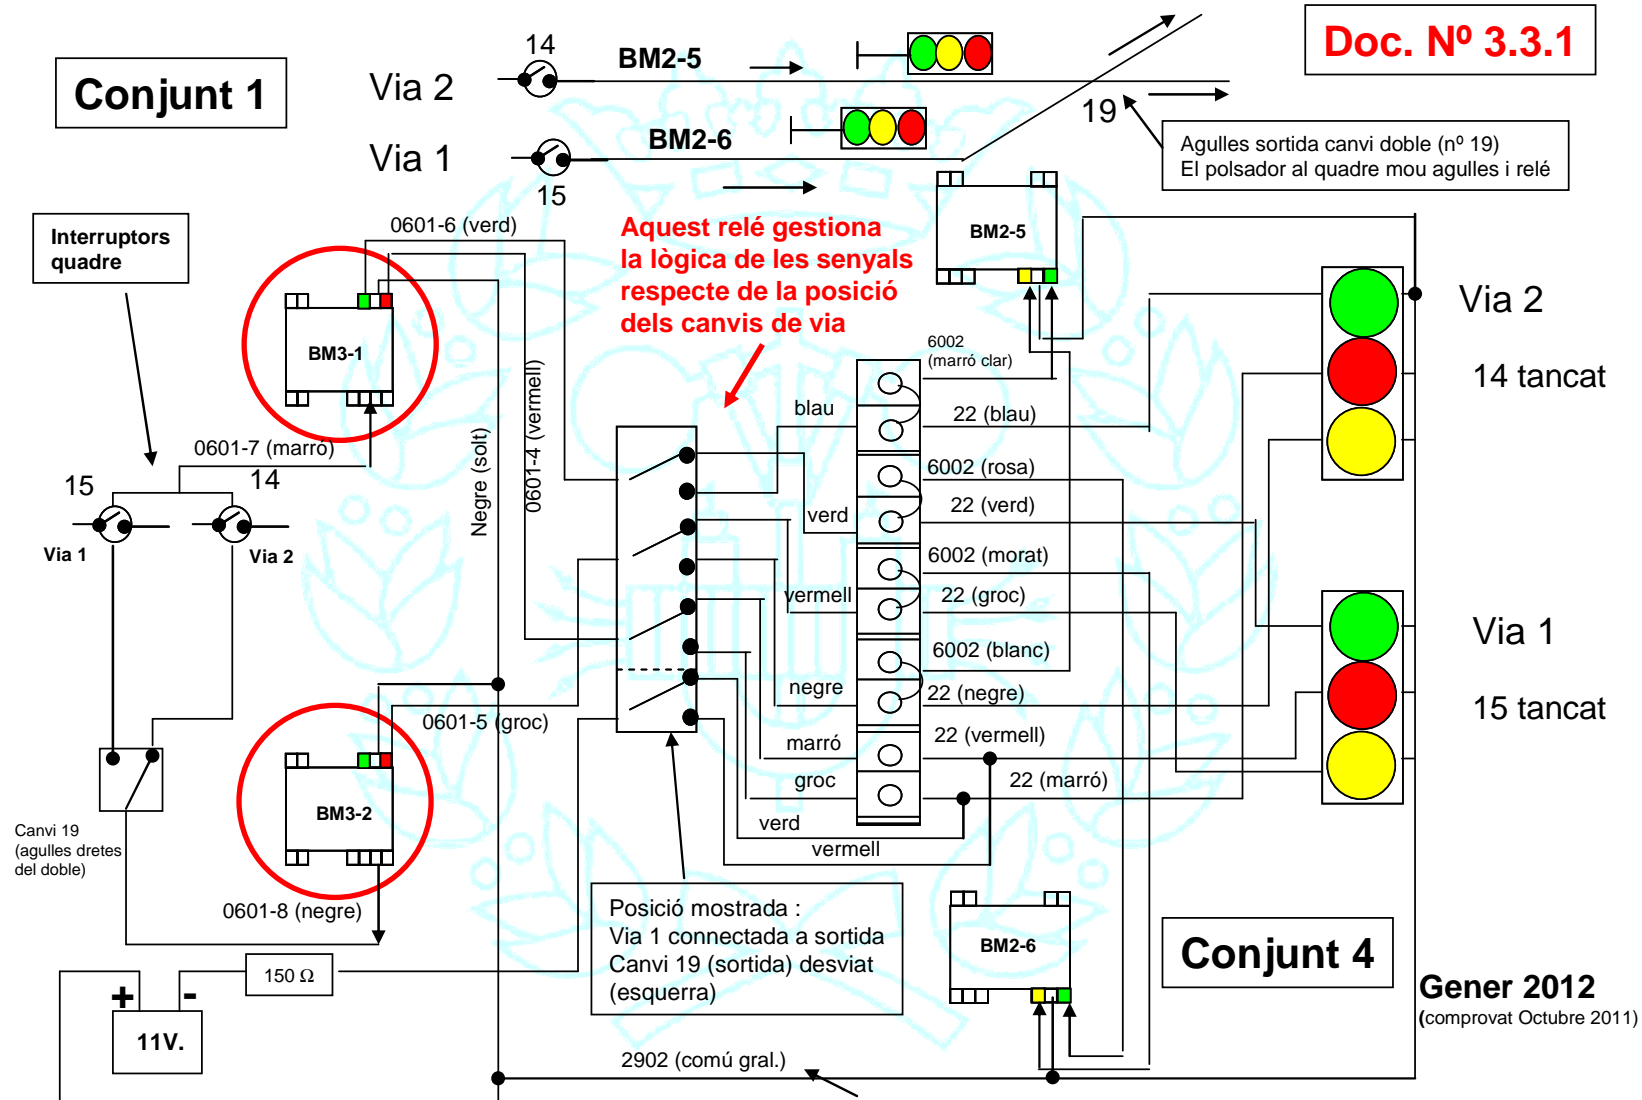 Doc. Nº 3.3.1
Conjunt 1
14
BM2-5
Via 2
19
BM2-6
Via 1
15
Agulles sortida canvi doble (nº 19)
El polsador al quadre mou agulles i relé
Interruptors
quadre
0601-6 (verd)
Aquest relé gestiona
la lògica de les senyals
respecte de la posició
dels canvis de via
BM2-5
BM3-1
6002
(marró clar)
Via 2
14 tancat
blau
22 (blau)
0601-4 (vermell)
Negre (solt)
0601-7 (marró)
15
14
Via 1
Via 2
6002 (rosa)
22 (verd)
verd
6002 (morat)
vermell
22 (groc)
6002 (blanc)
negre
22 (negre)
Via 1
15 tancat
0601-5 (groc)
marró
22 (vermell)
groc
22 (marró)
verd
vermell
BM3-2
Canvi 19
(agulles dretes
del doble)
0601-8 (negre)
Posició mostrada :
Via 1 connectada a sortida
Canvi 19 (sortida) desviat
(esquerra)
BM2-6
Conjunt 4
150 Ω
+ -
11V.
Gener 2012
(comprovat Octubre 2011)
2902 (comú gral.)